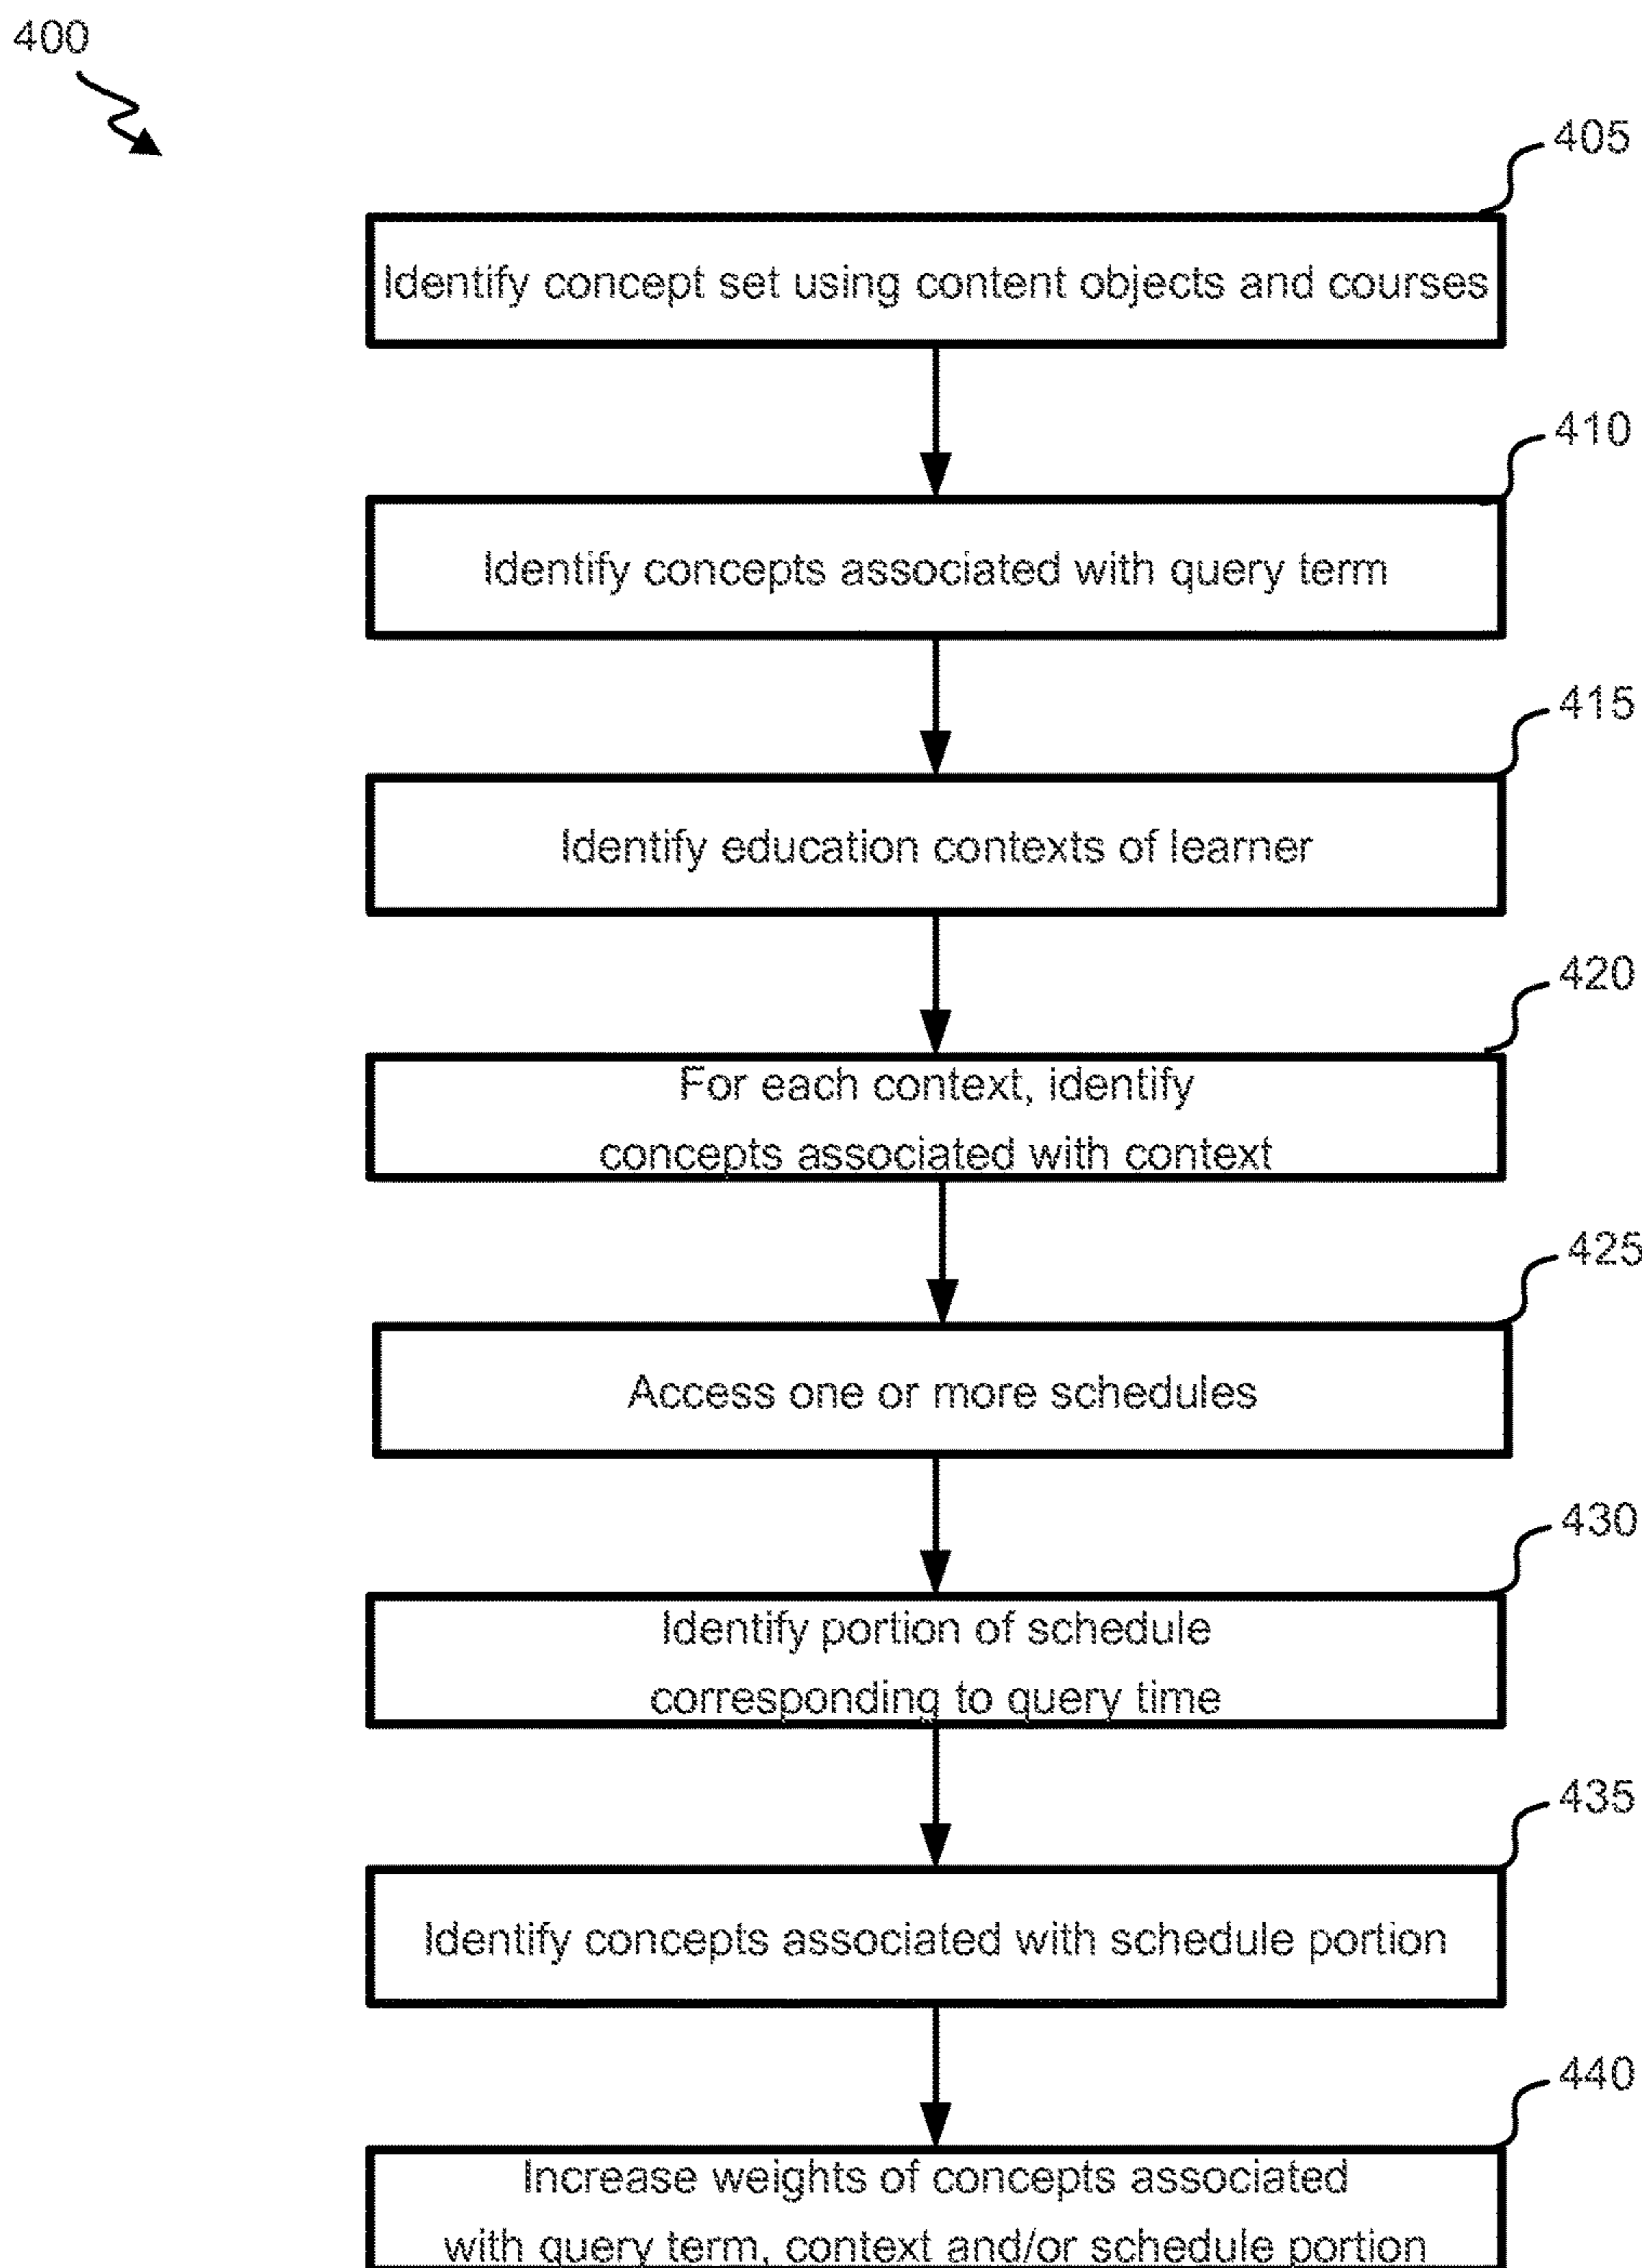 400
405
Identify concept set using content objects and courses
410
Identify concepts associated with query term
415
Identify education contexts of learner
420
For each context, identify
concepts associated with context
425
Access one or more schedules
430
Identify portion of schedule
corresponding to query time
435
Identify concepts associated with schedule portion
440
Increase weights of concepts associated
with query term, context and/or schedule portion